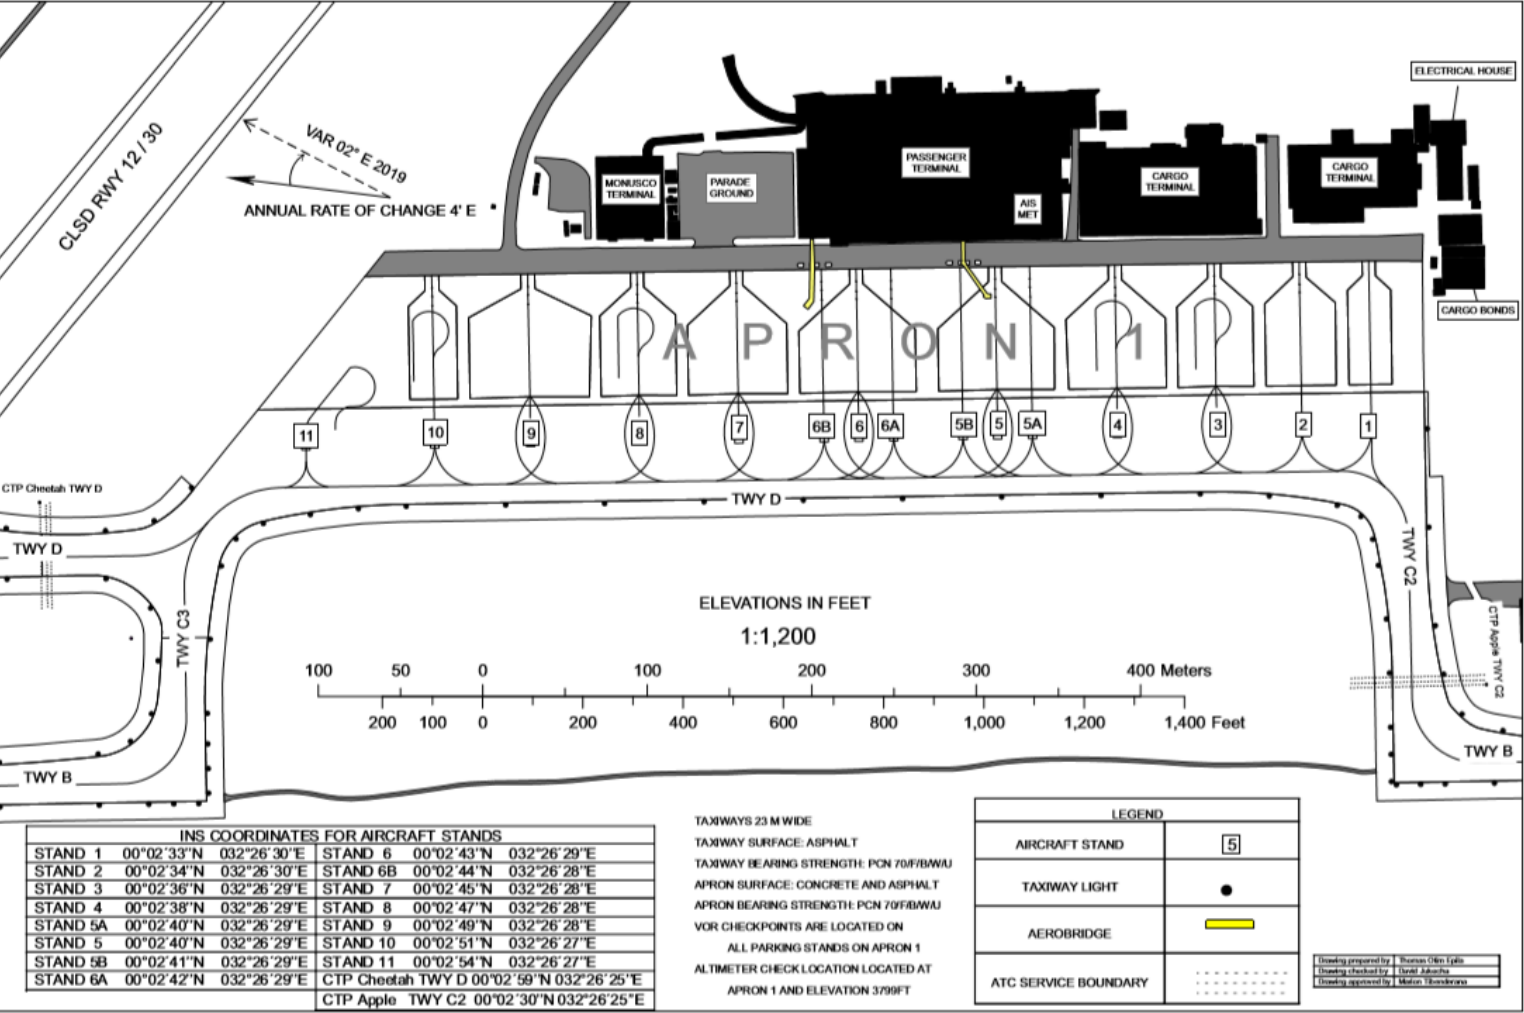 ELECTRICAL HOUSE
CLSD RWY 12 / 30
VAR 02° E 2019
ANNUAL RATE OF CHANGE 4' E
MONUSCO
TERMINAL
PARADE
GROUND
PASSENGER
TERMINAL
AIS
MET
CARGO
TERMINAL
CARGO
TERMINAL
CARGO BONDS
APRON 1
11
10
9
8
7
6B
6
6A
5B
5
5A
4
3
2
1
CTP Cheetah TWY D
TWY D
TWY D
TWY C2
TWY C3
CTP Apple TWY C2
ELEVATIONS IN FEET
1:1,200
100 50 0 100 200 300 400 Meters
200 100 0 200 400 600 800 1,000 1,200 1,400 Feet
TWY B
TWY B
INS COORDINATES FOR AIRCRAFT STANDS
STAND 1 00°02´33"N 032°26´30"E STAND 6 00°02´43"N 032°26´29"E
STAND 2 00°02´34"N 032°26´30"E STAND 6B 00°02´44"N 032°26´28"E
STAND 3 00°02´36"N 032°26´29"E STAND 7 00°02´45"N 032°26´28"E
STAND 4 00°02´38"N 032°26´29"E STAND 8 00°02´47"N 032°26´28"E
STAND 5A 00°02´40"N 032°26´29"E STAND 9 00°02´49"N 032°26´28"E
STAND 5 00°02´40"N 032°26´29"E STAND 10 00°02´51"N 032°26´27"E
STAND 5B 00°02´41"N 032°26´29"E STAND 11 00°02´54"N 032°26´27"E
STAND 6A 00°02´42"N 032°26´29"E CTP Cheetah TWY D 00°02´59"N 032°26´25"E
CTP Apple TWY C2 00°02´30"N 032°26´25"E
TAXIWAYS 23 M WIDE
TAXIWAY SURFACE: ASPHALT
TAXIWAY BEARING STRENGTH: PCN 70/F/B/W/U
APRON SURFACE: CONCRETE AND ASPHALT
APRON BEARING STRENGTH: PCN 70/F/B/W/U
VOR CHECKPOINTS ARE LOCATED ON
ALL PARKING STANDS ON APRON 1
ALTIMETER CHECK LOCATION LOCATED AT
APRON 1 AND ELEVATION 3799FT
LEGEND
AIRCRAFT STAND 5
TAXIWAY LIGHT
AEROBRIDGE
ATC SERVICE BOUNDARY
Drawing prepared by Thomas Olim
Drawing checked by David
Drawing approved by